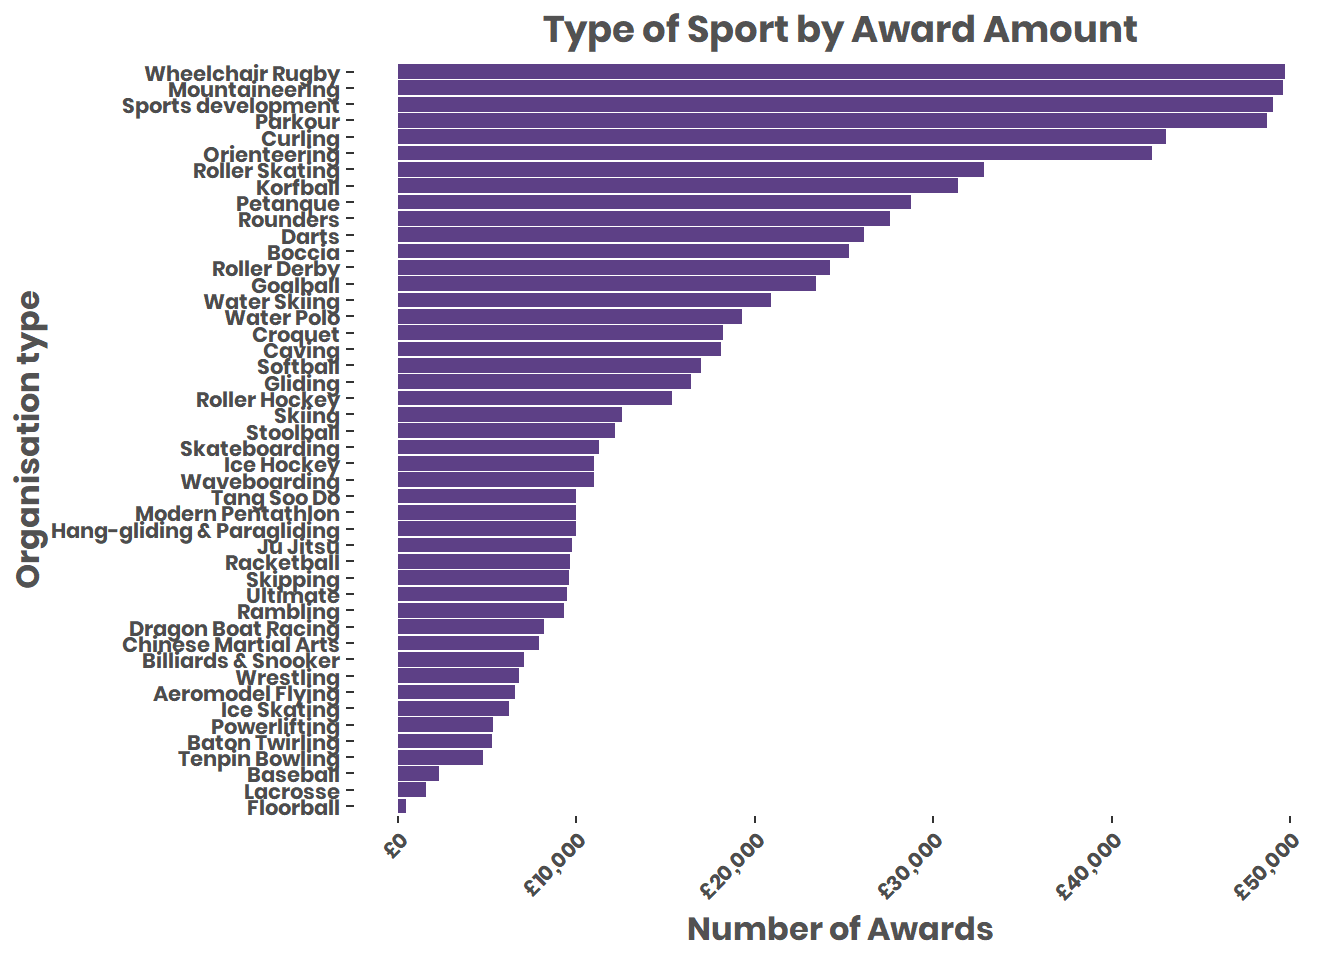 Type of Sport by Award Amount
Organisation type
Wheelchair Rugby
Mountaineering
Sports development
Parkour
Curling
Orienteering
Roller Skating
Korfball
Petanque
Rounders
Darts
Boccia
Roller Derby
Goalball
Water Skiing
Water Polo
Croquet
Caving
Softball
Gliding
Roller Hockey
Skiing
Stoolball
Skateboarding
Ice Hockey
Waveboarding
Tang Soo Do
Modern Pentathlon
Hang-gliding & Paragliding
Ju Jitsu
Racketball
Skipping
Ultimate
Rambling
Dragon Boat Racing
Chinese Martial Arts
Billiards & Snooker
Wrestling
Aeromodel Flying
Ice Skating
Powerlifting
Baton Twirling
Tenpin Bowling
Baseball
Lacrosse
Floorball
£0
£10,000
£20,000
£30,000
£40,000
£50,000
Number of Awards